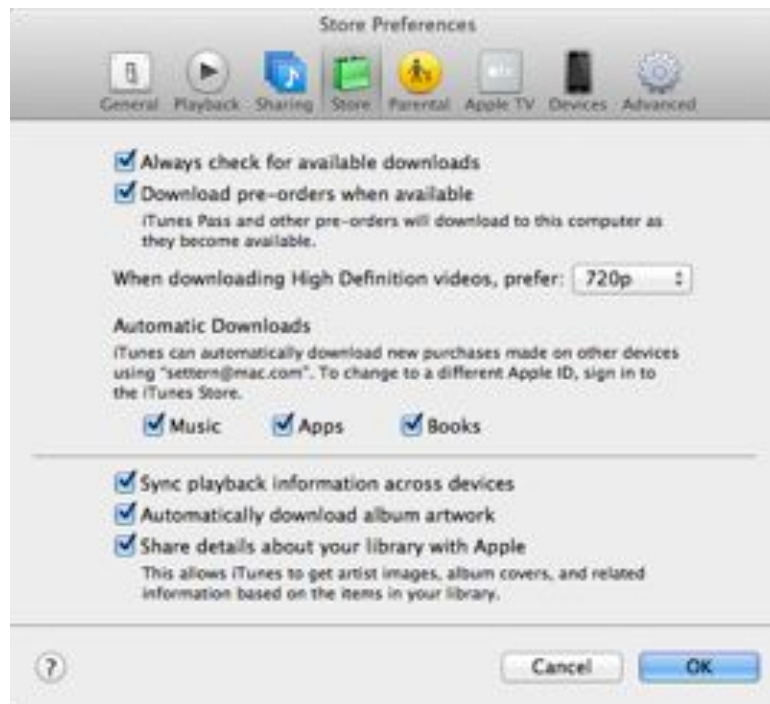 Store Preferences
General Playback Sharing Store Parental Apple TV Devices Advanced
Always check for available downloads
Download pre-orders when available
iTunes Pass and other pre-orders will download to this computer as
they become available.
When downloading High Definition videos, prefer: 720p
Automatic Downloads
iTunes can automatically download new purchases made on other devices
using "settern@mac.com". To change to a different Apple ID, sign in to
the iTunes Store.
Music Apps Books
Sync playback information across devices
Automatically download album artwork
Share details about your library with Apple
This allows iTunes to get artist images, album covers, and related
information based on the items in your library.
? Cancel OK